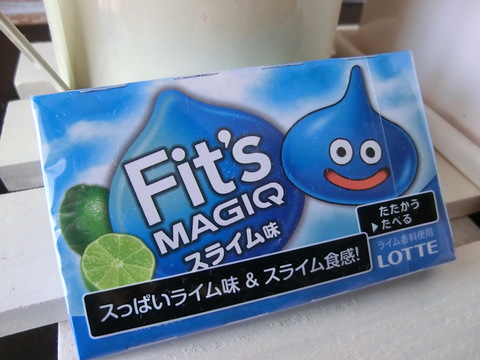 Fit's
MAGIQ
スライム味
すっぱいライム味 & スライム食感!
たたかう
▶たべる
ライム香料使用
LOTTE